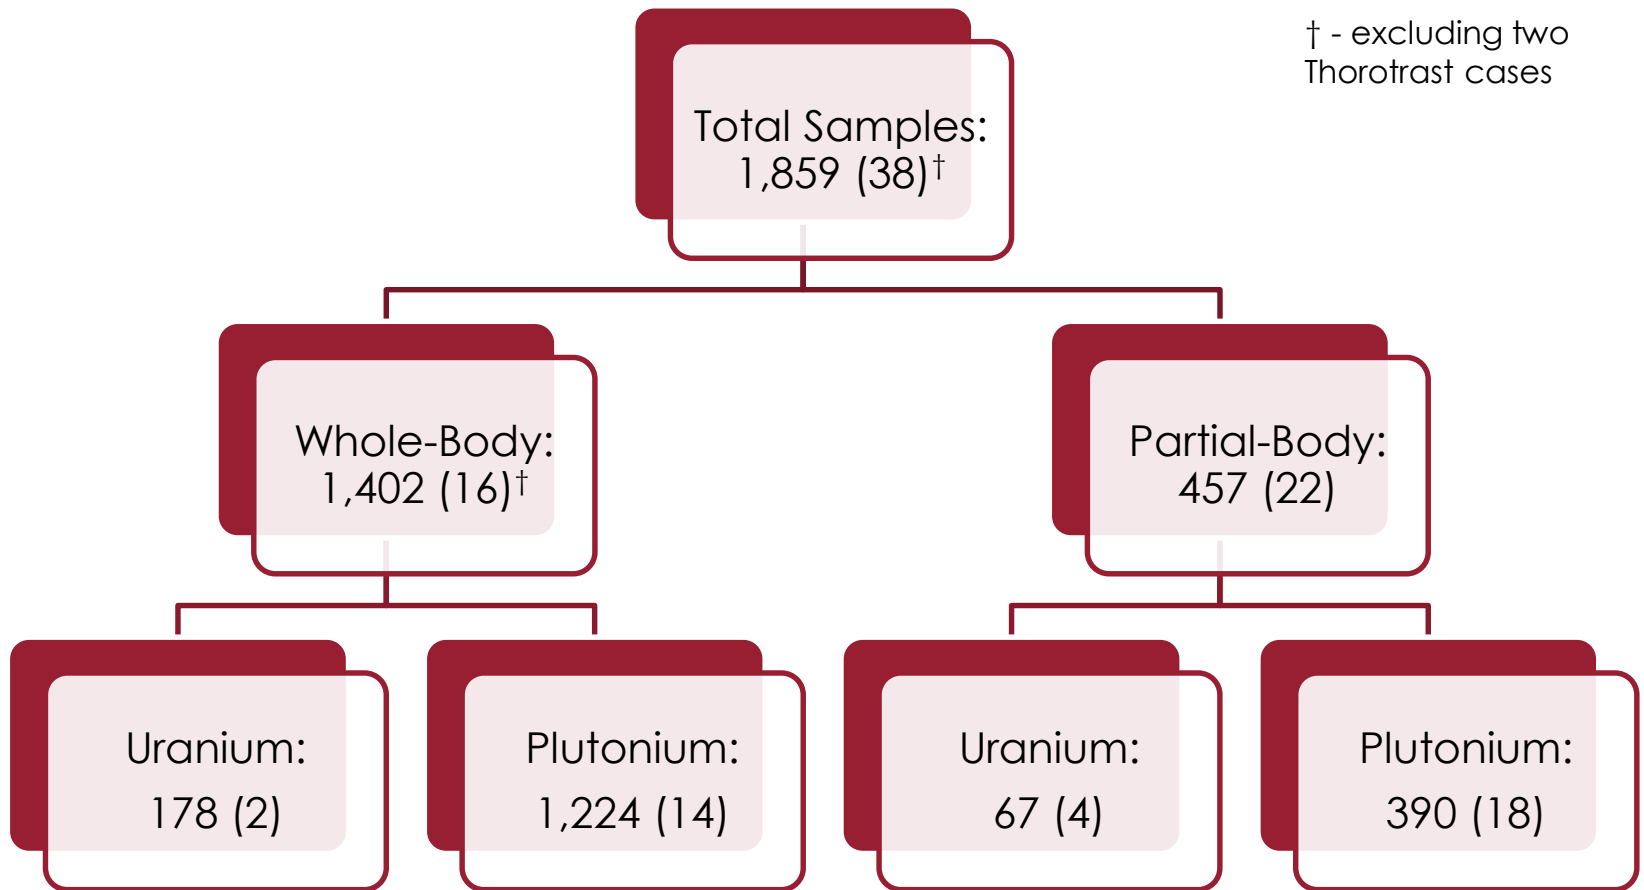 † - excluding two
Thorotrast cases
Total Samples:
1,859 (38)†
Whole-Body:
1,402 (16)†
Partial-Body:
457 (22)
Uranium:
178 (2)
Plutonium:
1,224 (14)
Uranium:
67 (4)
Plutonium:
390 (18)